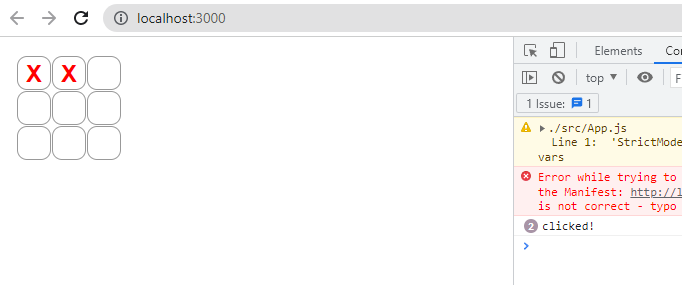 localhost:3000
Elements
top
1 Issue: 1
X X
./src/App.js
Line 1: 'StrictMode
vars
Error while trying to
the Manifest: http://l
is not correct - typo
2 clicked!